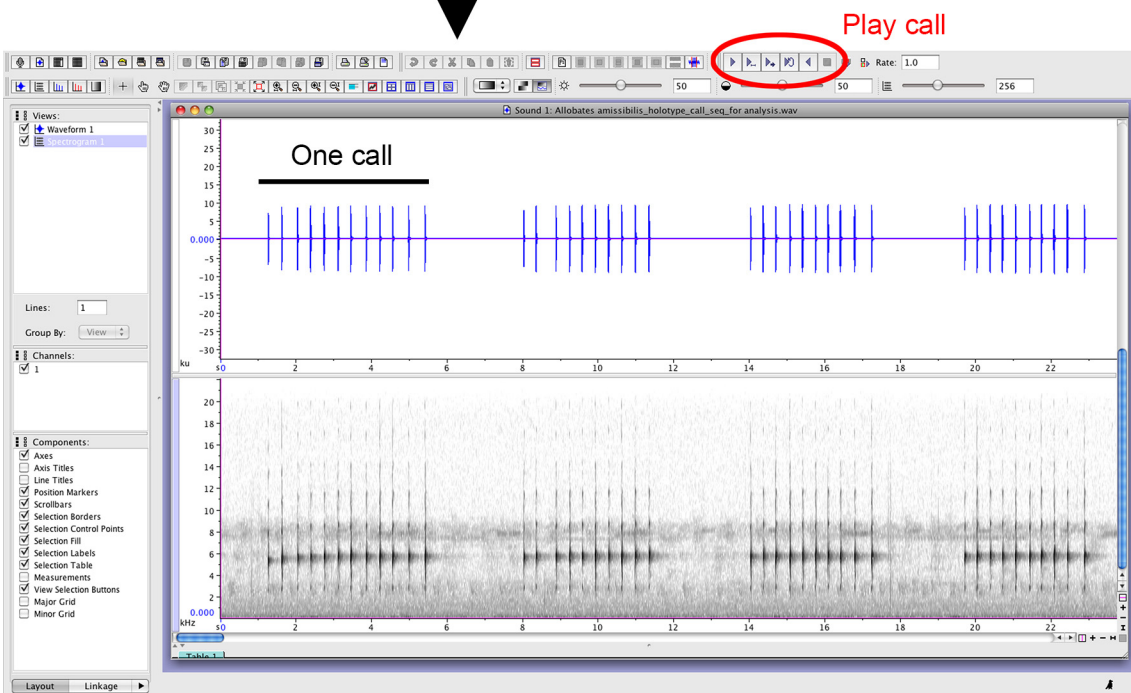 Play call
Rate: 1.0
50
50
256
Sound 1: Allobates amissibilis_holotype_call_seq_for analysis.wav
Views:
Waveform 1
Spectrogram 1
Lines: 1
Group By: View
Channels:
1
Components:
Axes
Axis Titles
Line Titles
Position Markers
Scrollbars
Selection Borders
Selection Control Points
Selection Fill
Selection Labels
Selection Table
Measurements
View Selection Buttons
Major Grid
Minor Grid
Layout Linkage
One call
30
25
20
15
10
5
0.000
-5
-10
-15
-20
-25
-30
ku
s0 2 4 6 8 10 12 14 16 18 20 22
20
18
16
14
12
10
8
6
4
2
0.000
kHz
s0 2 4 6 8 10 12 14 16 18 20 22
Table 1